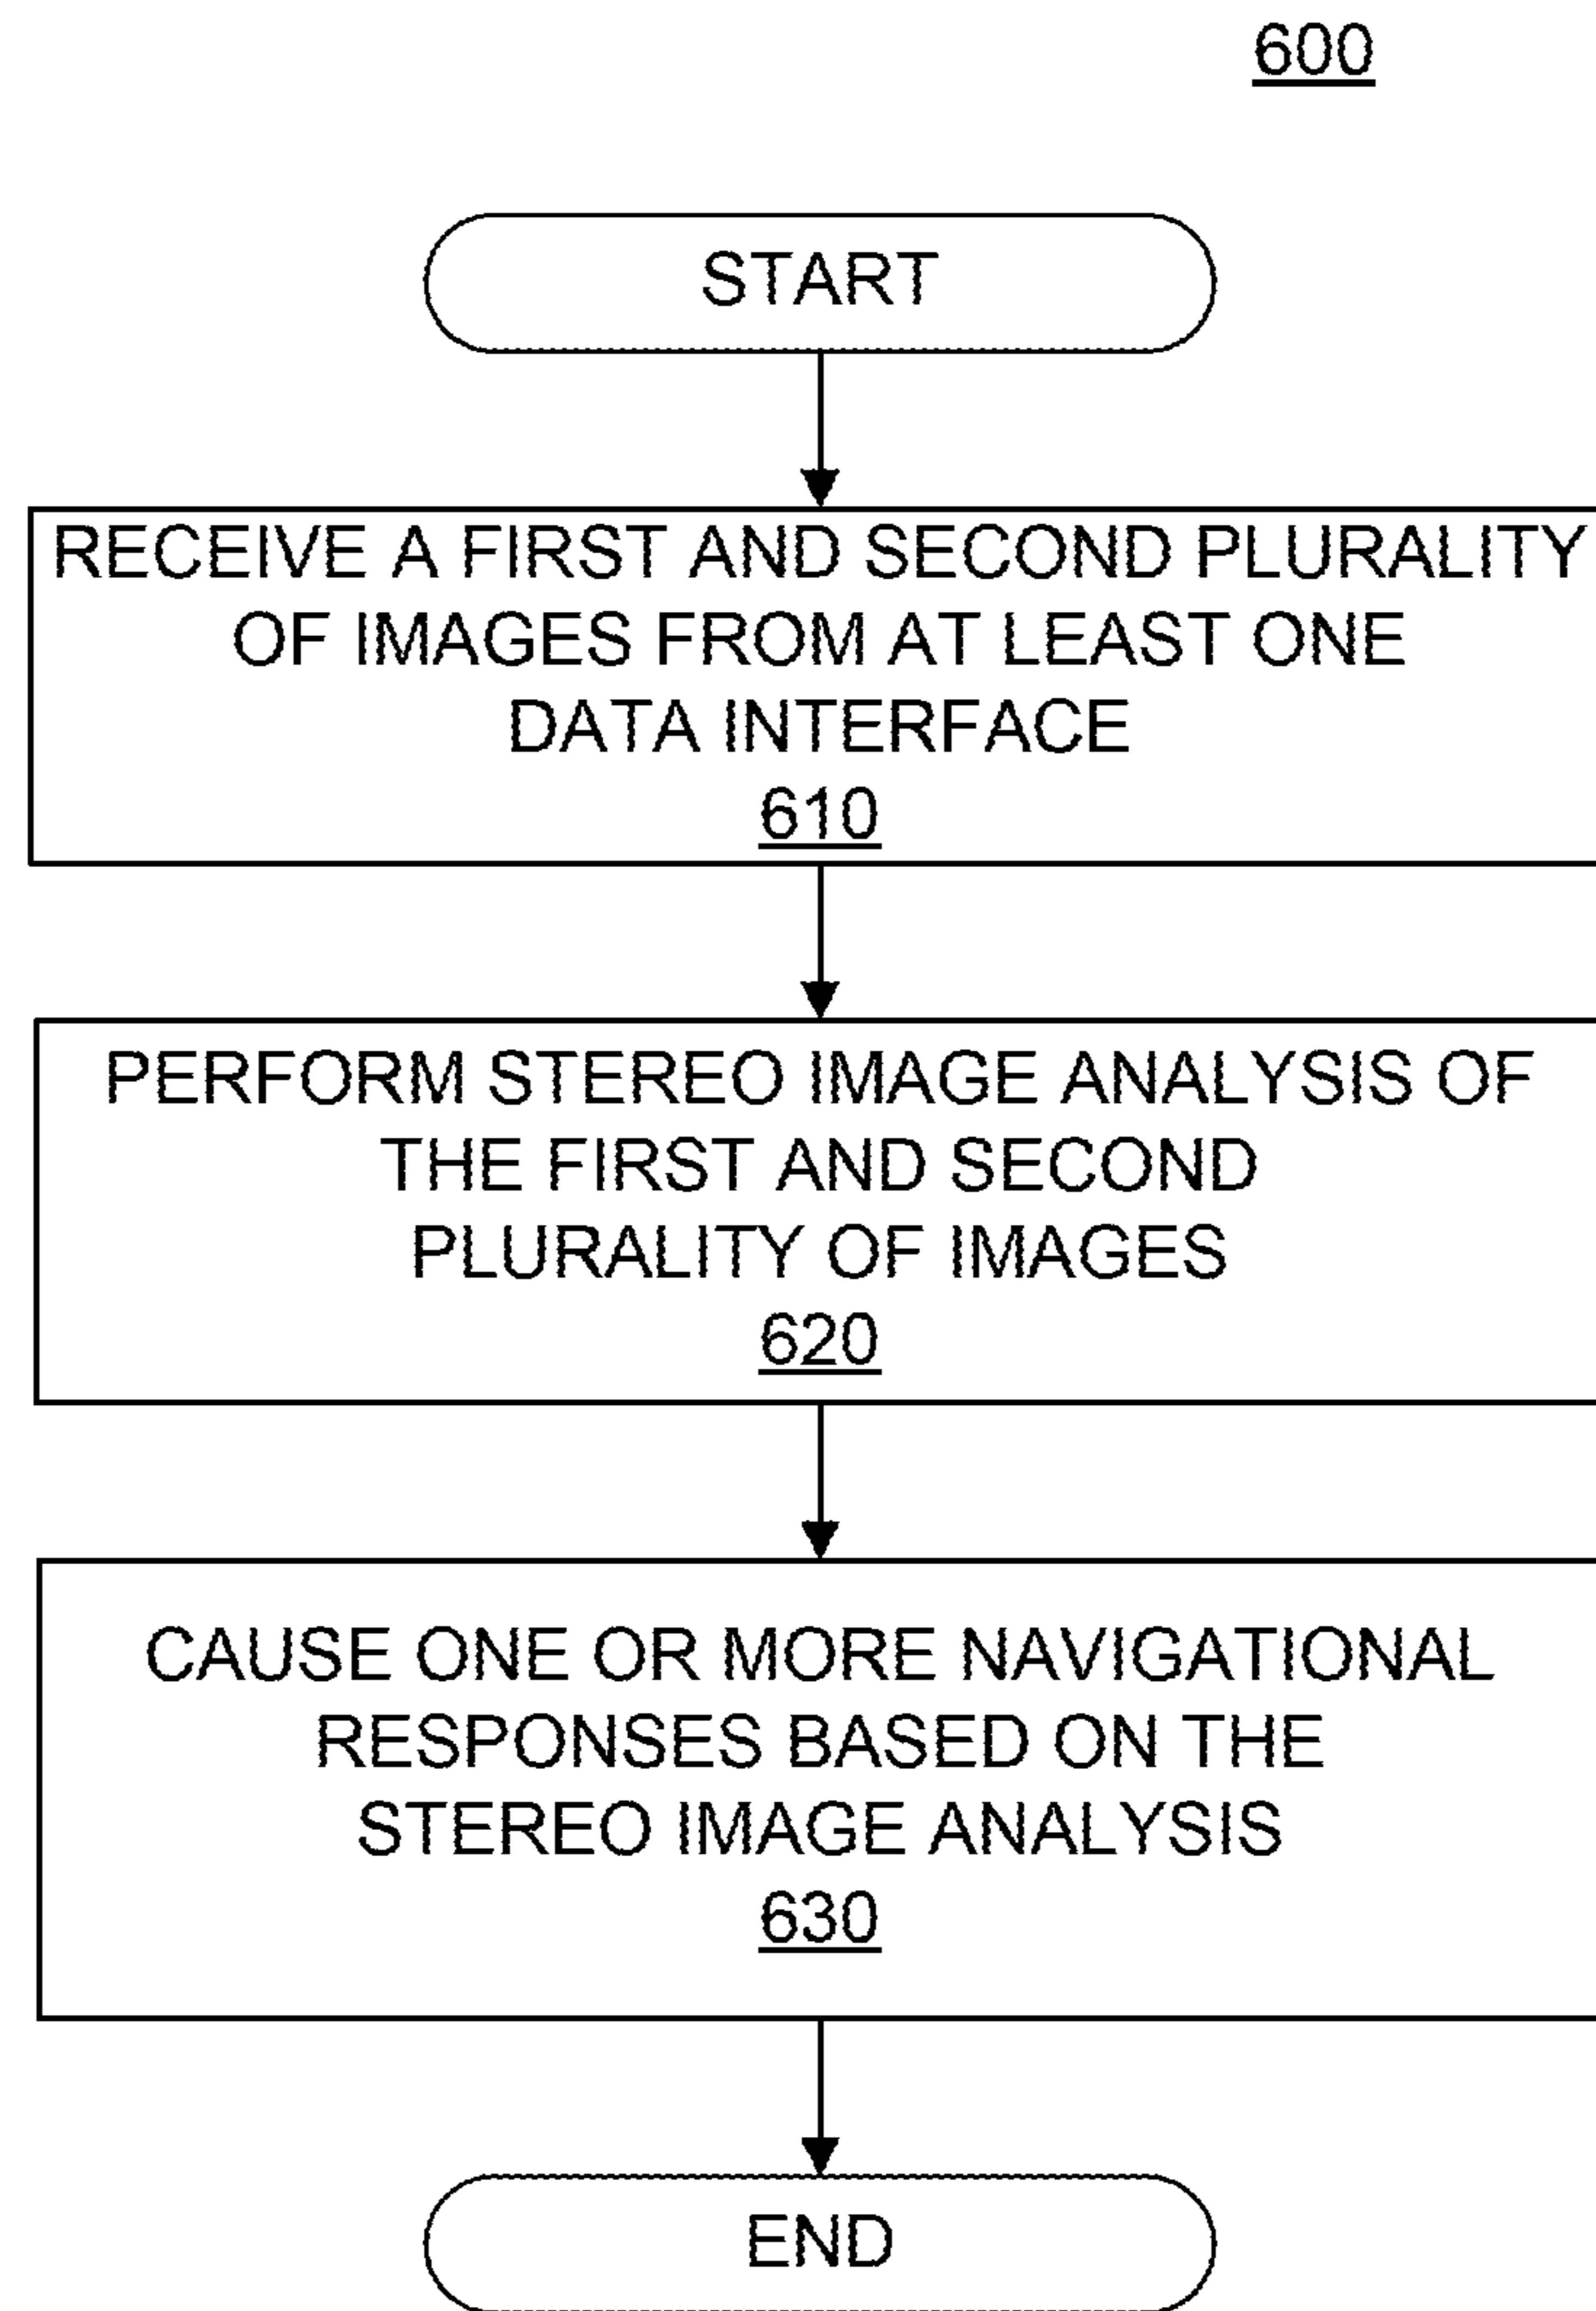 600
START
RECEIVE A FIRST AND SECOND PLURALITY
OF IMAGES FROM AT LEAST ONE
DATA INTERFACE
610
PERFORM STEREO IMAGE ANALYSIS OF
THE FIRST AND SECOND
PLURALITY OF IMAGES
620
CAUSE ONE OR MORE NAVIGATIONAL
RESPONSES BASED ON THE
STEREO IMAGE ANALYSIS
630
END